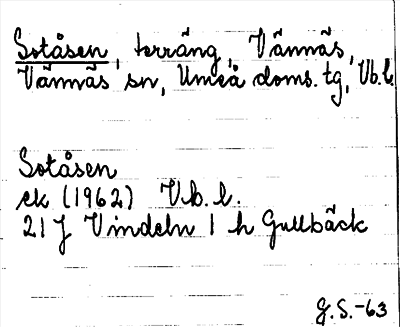 Sotåsen, terräng, Vännäs,
Vännäs sn, Umeå doms. tg, Vb. l.
Sotåsen
ek (1962) Vb. l.
21 J Vindeln 1 h Gullbäck
G.S.-63